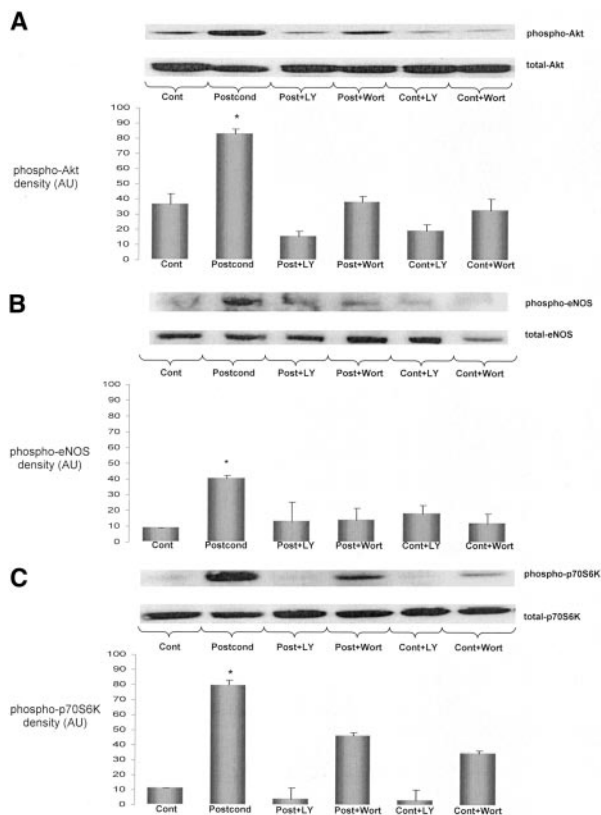 A
phospho-Akt
total-Akt
Cont Postcond Post+LY Post+Wort Cont+LY Cont+Wort
90
80
70
60
50
40
30
20
10
0
*
phospho-Akt
density (AU)
Cont Postcond Post+LY Post+Wort Cont+LY Cont+Wort
B
phospho-eNOS
total-eNOS
Cont Postcond Post+LY Post+Wort Cont+LY Cont+Wort
100
90
80
70
60
50
40
30
20
10
0
*
phospho-eNOS
density (AU)
Cont Postcond Post+LY Post+Wort Cont+LY Cont+Wort
C
phospho-p70S6K
total-p70S6K
Cont Postcond Post+LY Post+Wort Cont+LY Cont+Wort
100
90
80
70
60
50
40
30
20
10
0
*
phospho-p70S6K
density (AU)
Cont Postcond Post+LY Post+Wort Cont+LY Cont+Wort